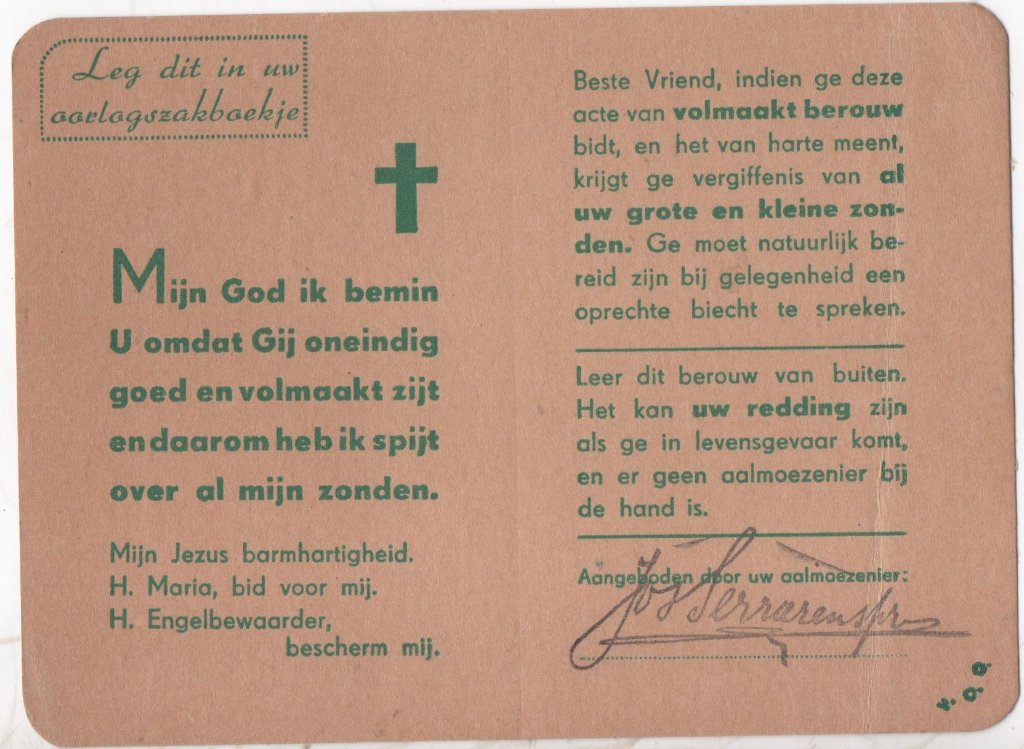 Leg dit in uw
oorlogszakboekje
Mijn God ik bemin
U omdat Gij oneindig
goed en volmaakt zijt
en daarom heb ik spijt
over al mijn zonden.
Mijn Jezus barmhartigheid.
H. Maria, bid voor mij.
H. Engelbewaarder,
bescherm mij.
Beste Vriend, indien ge deze
acte van volmaakt berouw
bidt, en het van harte meent,
krijgt ge vergiffenis van al
uw grote en kleine zon-
den. Ge moet natuurlijk be-
reid zijn bij gelegenheid een
oprechte biecht te spreken.
Leer dit berouw van buiten.
Het kan uw redding zijn
als ge in levensgevaar komt,
en er geen aalmoezenier bij
de hand is.
Aangeboden door uw aalmoezenier:
Jos Serrarens pr